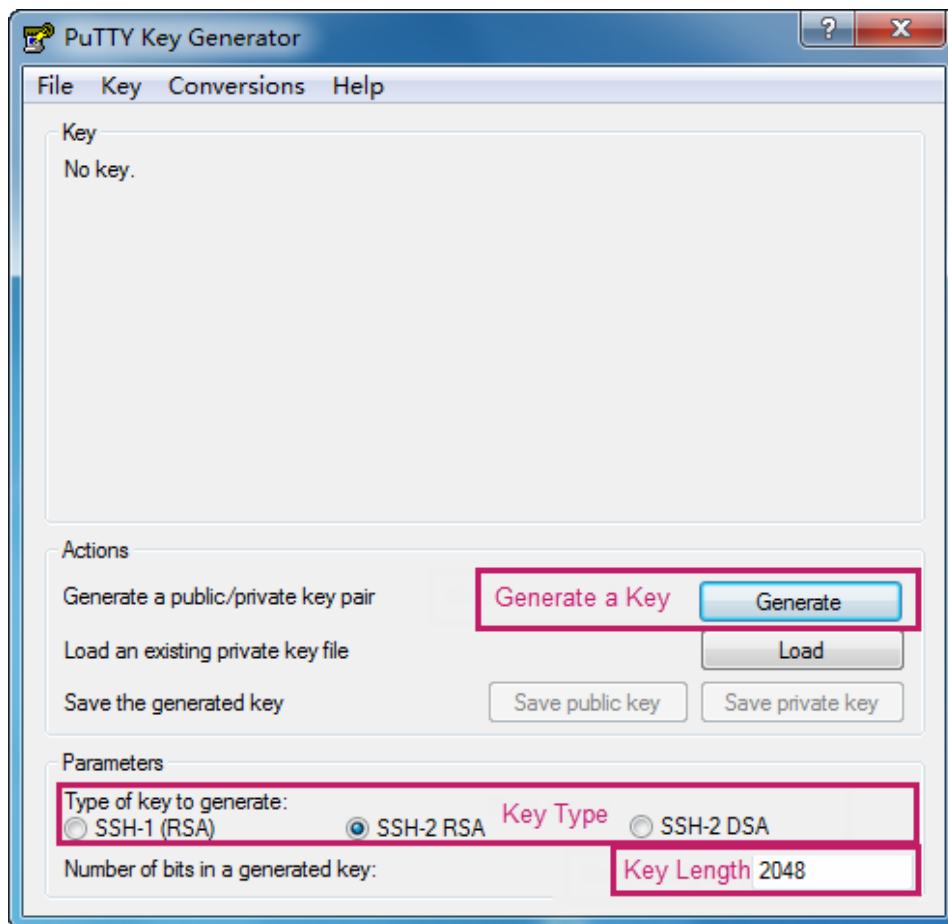 PuTTY Key Generator
File Key Conversions Help
Key
No key.
Actions
Generate a public/private key pair Generate a Key Generate
Load an existing private key file Load
Save the generated key Save public key Save private key
Parameters
Type of key to generate:
SSH-1 (RSA) SSH-2 RSA Key Type SSH-2 DSA
Number of bits in a generated key: Key Length 2048